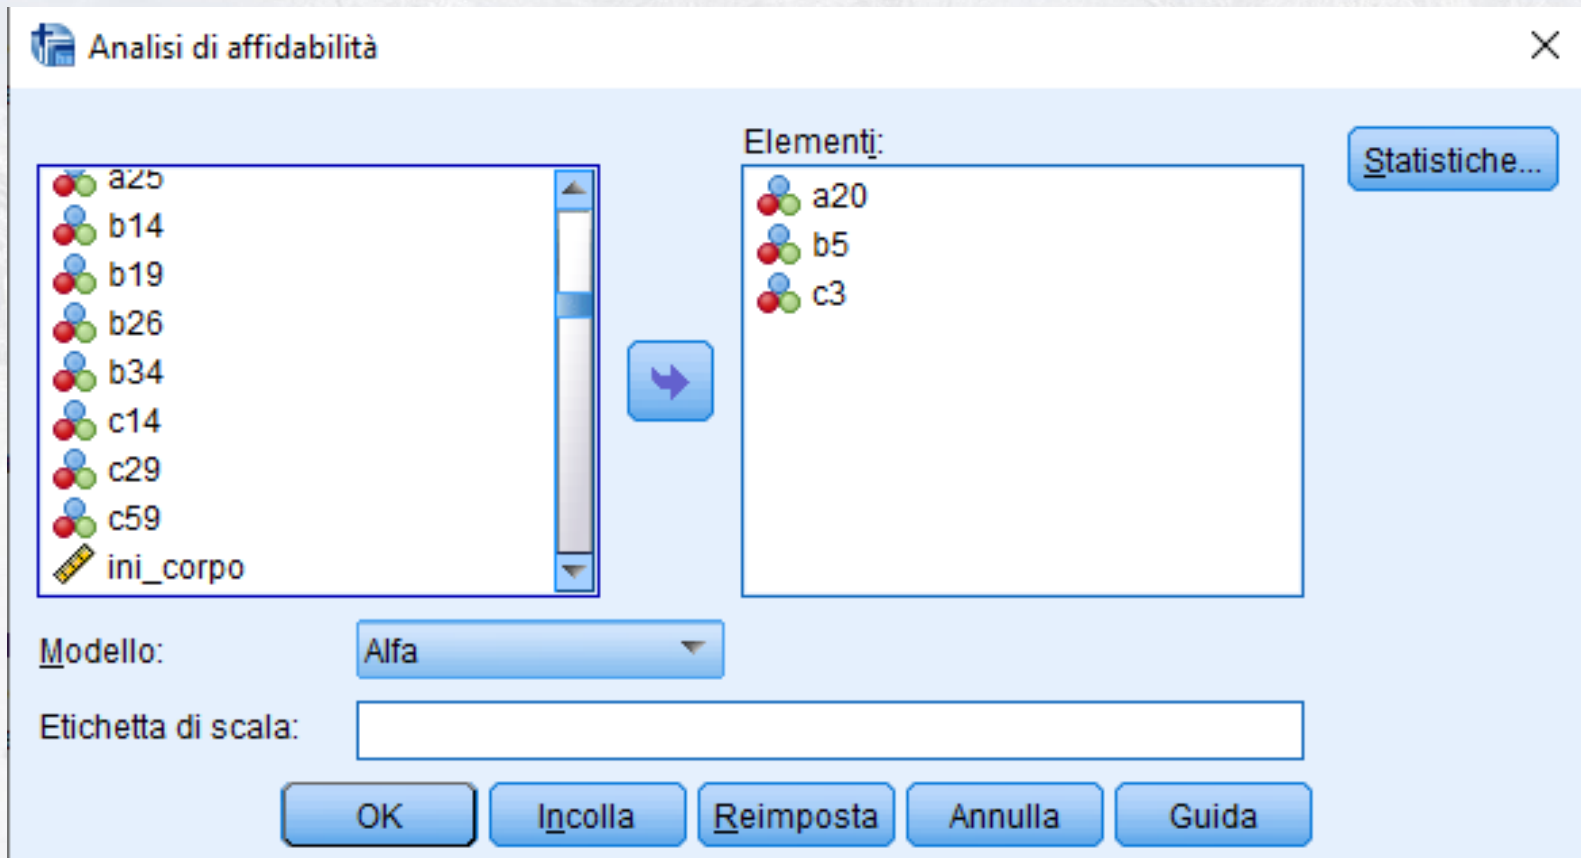 Analisi di affidabilità
Elementi:
Statistiche...
a25
b14
b19
b26
b34
c14
c29
c59
ini_corpo
a20
b5
c3
Modello:
Alfa
Etichetta di scala:
OK
Incolla
Reimposta
Annulla
Guida